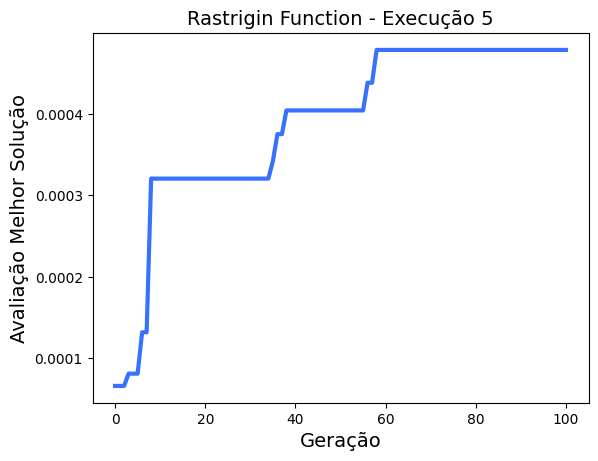 Rastrigin Function - Execução 5
Avaliação Melhor Solução
0.0004
0.0003
0.0002
0.0001
0 20 40 60 80 100
Geração